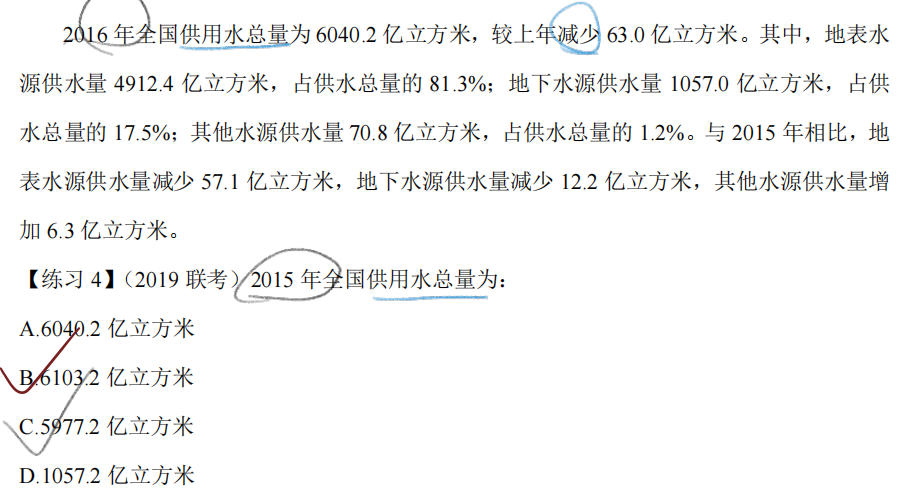 2016 年全国供用水总量为 6040.2 亿立方米，较上年减少 63.0 亿立方米。其中，地表水
源供水量 4912.4 亿立方米，占供水总量的 81.3%；地下水源供水量 1057.0 亿立方米，占供
水总量的 17.5%；其他水源供水量 70.8 亿立方米，占供水总量的 1.2%。与 2015 年相比，地
表水源供水量减少 57.1 亿立方米，地下水源供水量减少 12.2 亿立方米，其他水源供水量增
加 6.3 亿立方米。
【练习 4】（2019 联考）2015 年全国供用水总量为：
A.6040.2 亿立方米
B.6103.2 亿立方米
C.5977.2 亿立方米
D.1057.2 亿立方米